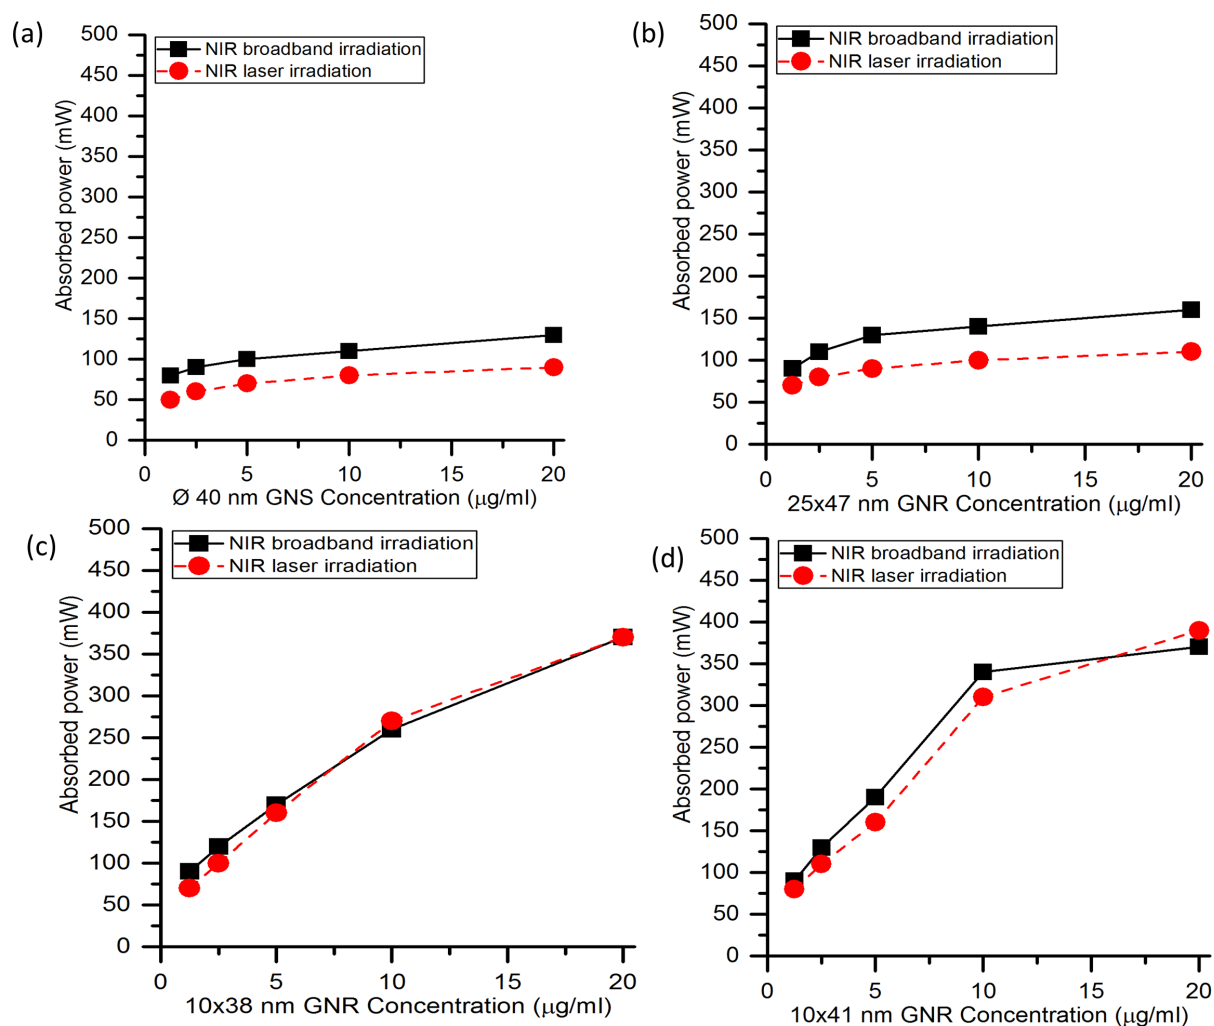 (a)
500
450
400
350
300
250
200
150
100
50
0
Absorbed power (mW)
NIR broadband irradiation
NIR laser irradiation
0 5 10 15 20
Ø 40 nm GNS Concentration (μg/ml)
(b)
500
450
400
350
300
250
200
150
100
50
0
Absorbed power (mW)
NIR broadband irradiation
NIR laser irradiation
0 5 10 15 20
25x47 nm GNR Concentration (μg/ml)
(c)
500
450
400
350
300
250
200
150
100
50
0
Absorbed power (mW)
NIR broadband irradiation
NIR laser irradiation
0 5 10 15 20
10x38 nm GNR Concentration (μg/ml)
(d)
500
450
400
350
300
250
200
150
100
50
0
Absorbed power (mW)
NIR broadband irradiation
NIR laser irradiation
0 5 10 15 20
10x41 nm GNR Concentration (μg/ml)